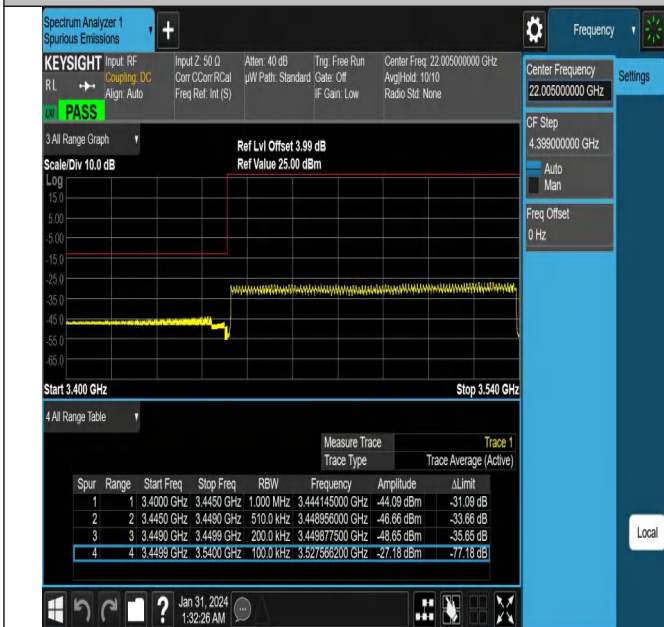 Spectrum Analyzer 1
Spurious Emissions
+
Frequency
KEYSIGHT
RL
Input: RF
Coupling: DC
Align: Auto
Input Z: 50 Ω
Corr CCorr RCal
Freq Ref: Int (S)
Atten: 40 dB
µW Path: Standard
Trig: Free Run
Gate: Off
IF Gain: Low
Center Freq: 22.005000000 GHz
Avg|Hold: 10/10
Radio Std: None
PASS
Center Frequency
22.005000000 GHz
Settings
CF Step
4.399000000 GHz
Auto
Man
Freq Offset
0 Hz
3 All Range Graph
Scale/Div 10.0 dB
Ref Lvl Offset 3.99 dB
Ref Value 25.00 dBm
Log
15.0
5.00
-5.00
-15.0
-25.0
-35.0
-45.0
-55.0
-65.0
Start 3.400 GHz
Stop 3.540 GHz
4 All Range Table
Measure Trace Trace 1
Trace Type Trace Average (Active)
Spur Range Start Freq Stop Freq RBW Frequency Amplitude ΔLimit
1 1 3.4000 GHz 3.4450 GHz 1.000 MHz 3.444145000 GHz -44.09 dBm -31.09 dB
2 2 3.4450 GHz 3.4490 GHz 510.0 kHz 3.448956000 GHz -46.66 dBm -33.66 dB
3 3 3.4490 GHz 3.4499 GHz 200.0 kHz 3.449877500 GHz -48.65 dBm -35.65 dB
4 4 3.4499 GHz 3.5400 GHz 100.0 kHz 3.527566200 GHz -27.18 dBm -77.18 dB
Local
?
Jan 31, 2024
1:32:26 AM